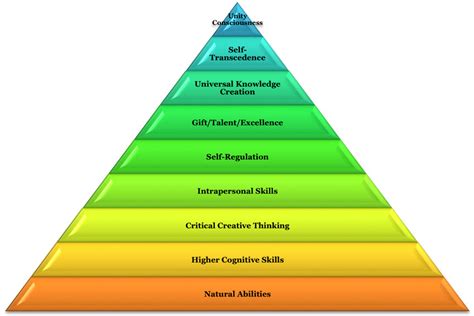 Unity
Consciousness
Self-
Transcedence
Universal Knowledge
Creation
Gift/Talent/Excellence
Self-Regulation
Intrapersonal Skills
Critical Creative Thinking
Higher Cognitive Skills
Natural Abilities